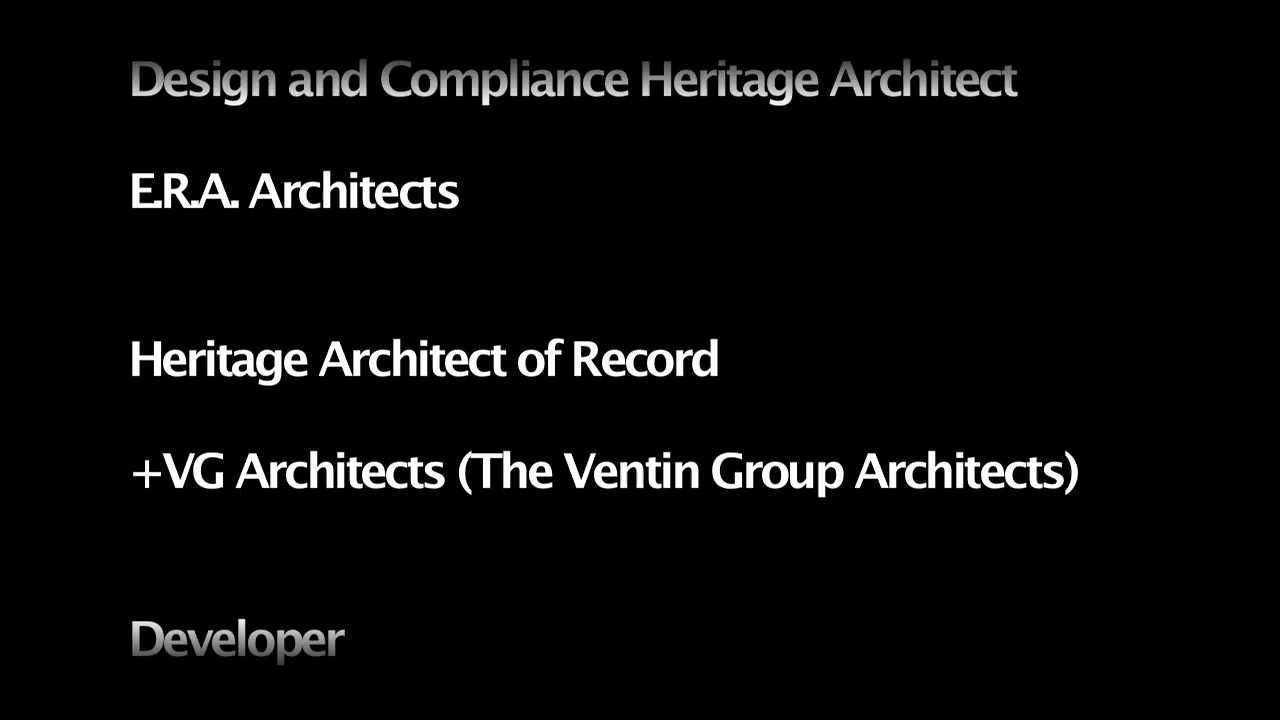 Design and Compliance Heritage Architect
E.R.A. Architects
Heritage Architect of Record
+VG Architects (The Ventin Group Architects)
Developer